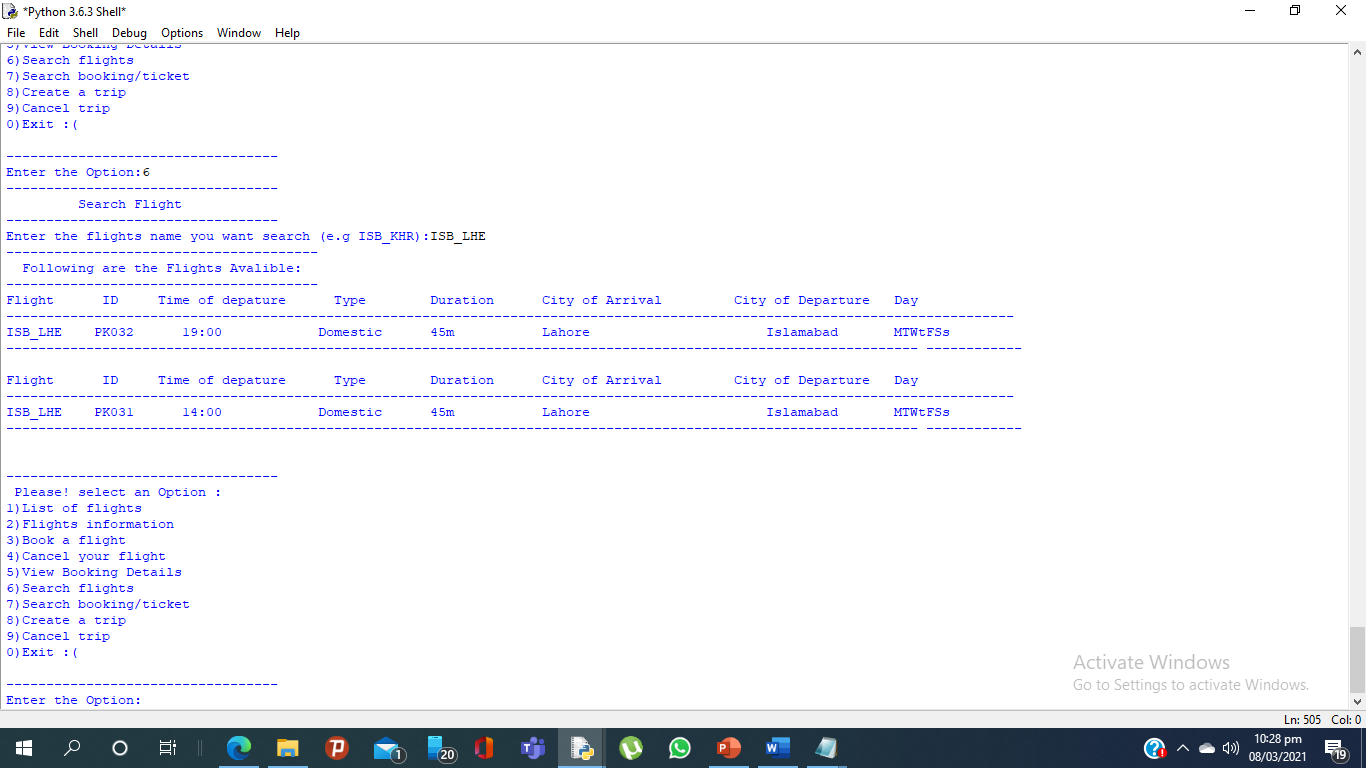 *Python 3.6.3 Shell*
File Edit Shell Debug Options Window Help
5)View Booking Details
6)Search flights
7)Search booking/ticket
8)Create a trip
9)Cancel trip
0)Exit :(
----------------------------------
Enter the Option:6
----------------------------------
Search Flight
----------------------------------
Enter the flights name you want search (e.g ISB_KHR):ISB_LHE
---------------------------------------
Following are the Flights Avalible:
---------------------------------------
Flight ID Time of depature Type Duration City of Arrival City of Departure Day
------------------------------------------------------------------------------------------------------------------------------
ISB_LHE PK032 19:00 Domestic 45m Lahore Islamabad MTWtFSs
------------------------------------------------------------------------------------------------------------------ ------------
Flight ID Time of depature Type Duration City of Arrival City of Departure Day
------------------------------------------------------------------------------------------------------------------------------
ISB_LHE PK031 14:00 Domestic 45m Lahore Islamabad MTWtFSs
------------------------------------------------------------------------------------------------------------------ ------------
----------------------------------
Please! select an Option :
1)List of flights
2)Flights information
3)Book a flight
4)Cancel your flight
5)View Booking Details
6)Search flights
7)Search booking/ticket
8)Create a trip
9)Cancel trip
0)Exit :(
----------------------------------
Enter the Option:
Activate Windows
Go to Settings to activate Windows.
Ln: 505 Col: 0
1
20
10:28 pm
08/03/2021
19